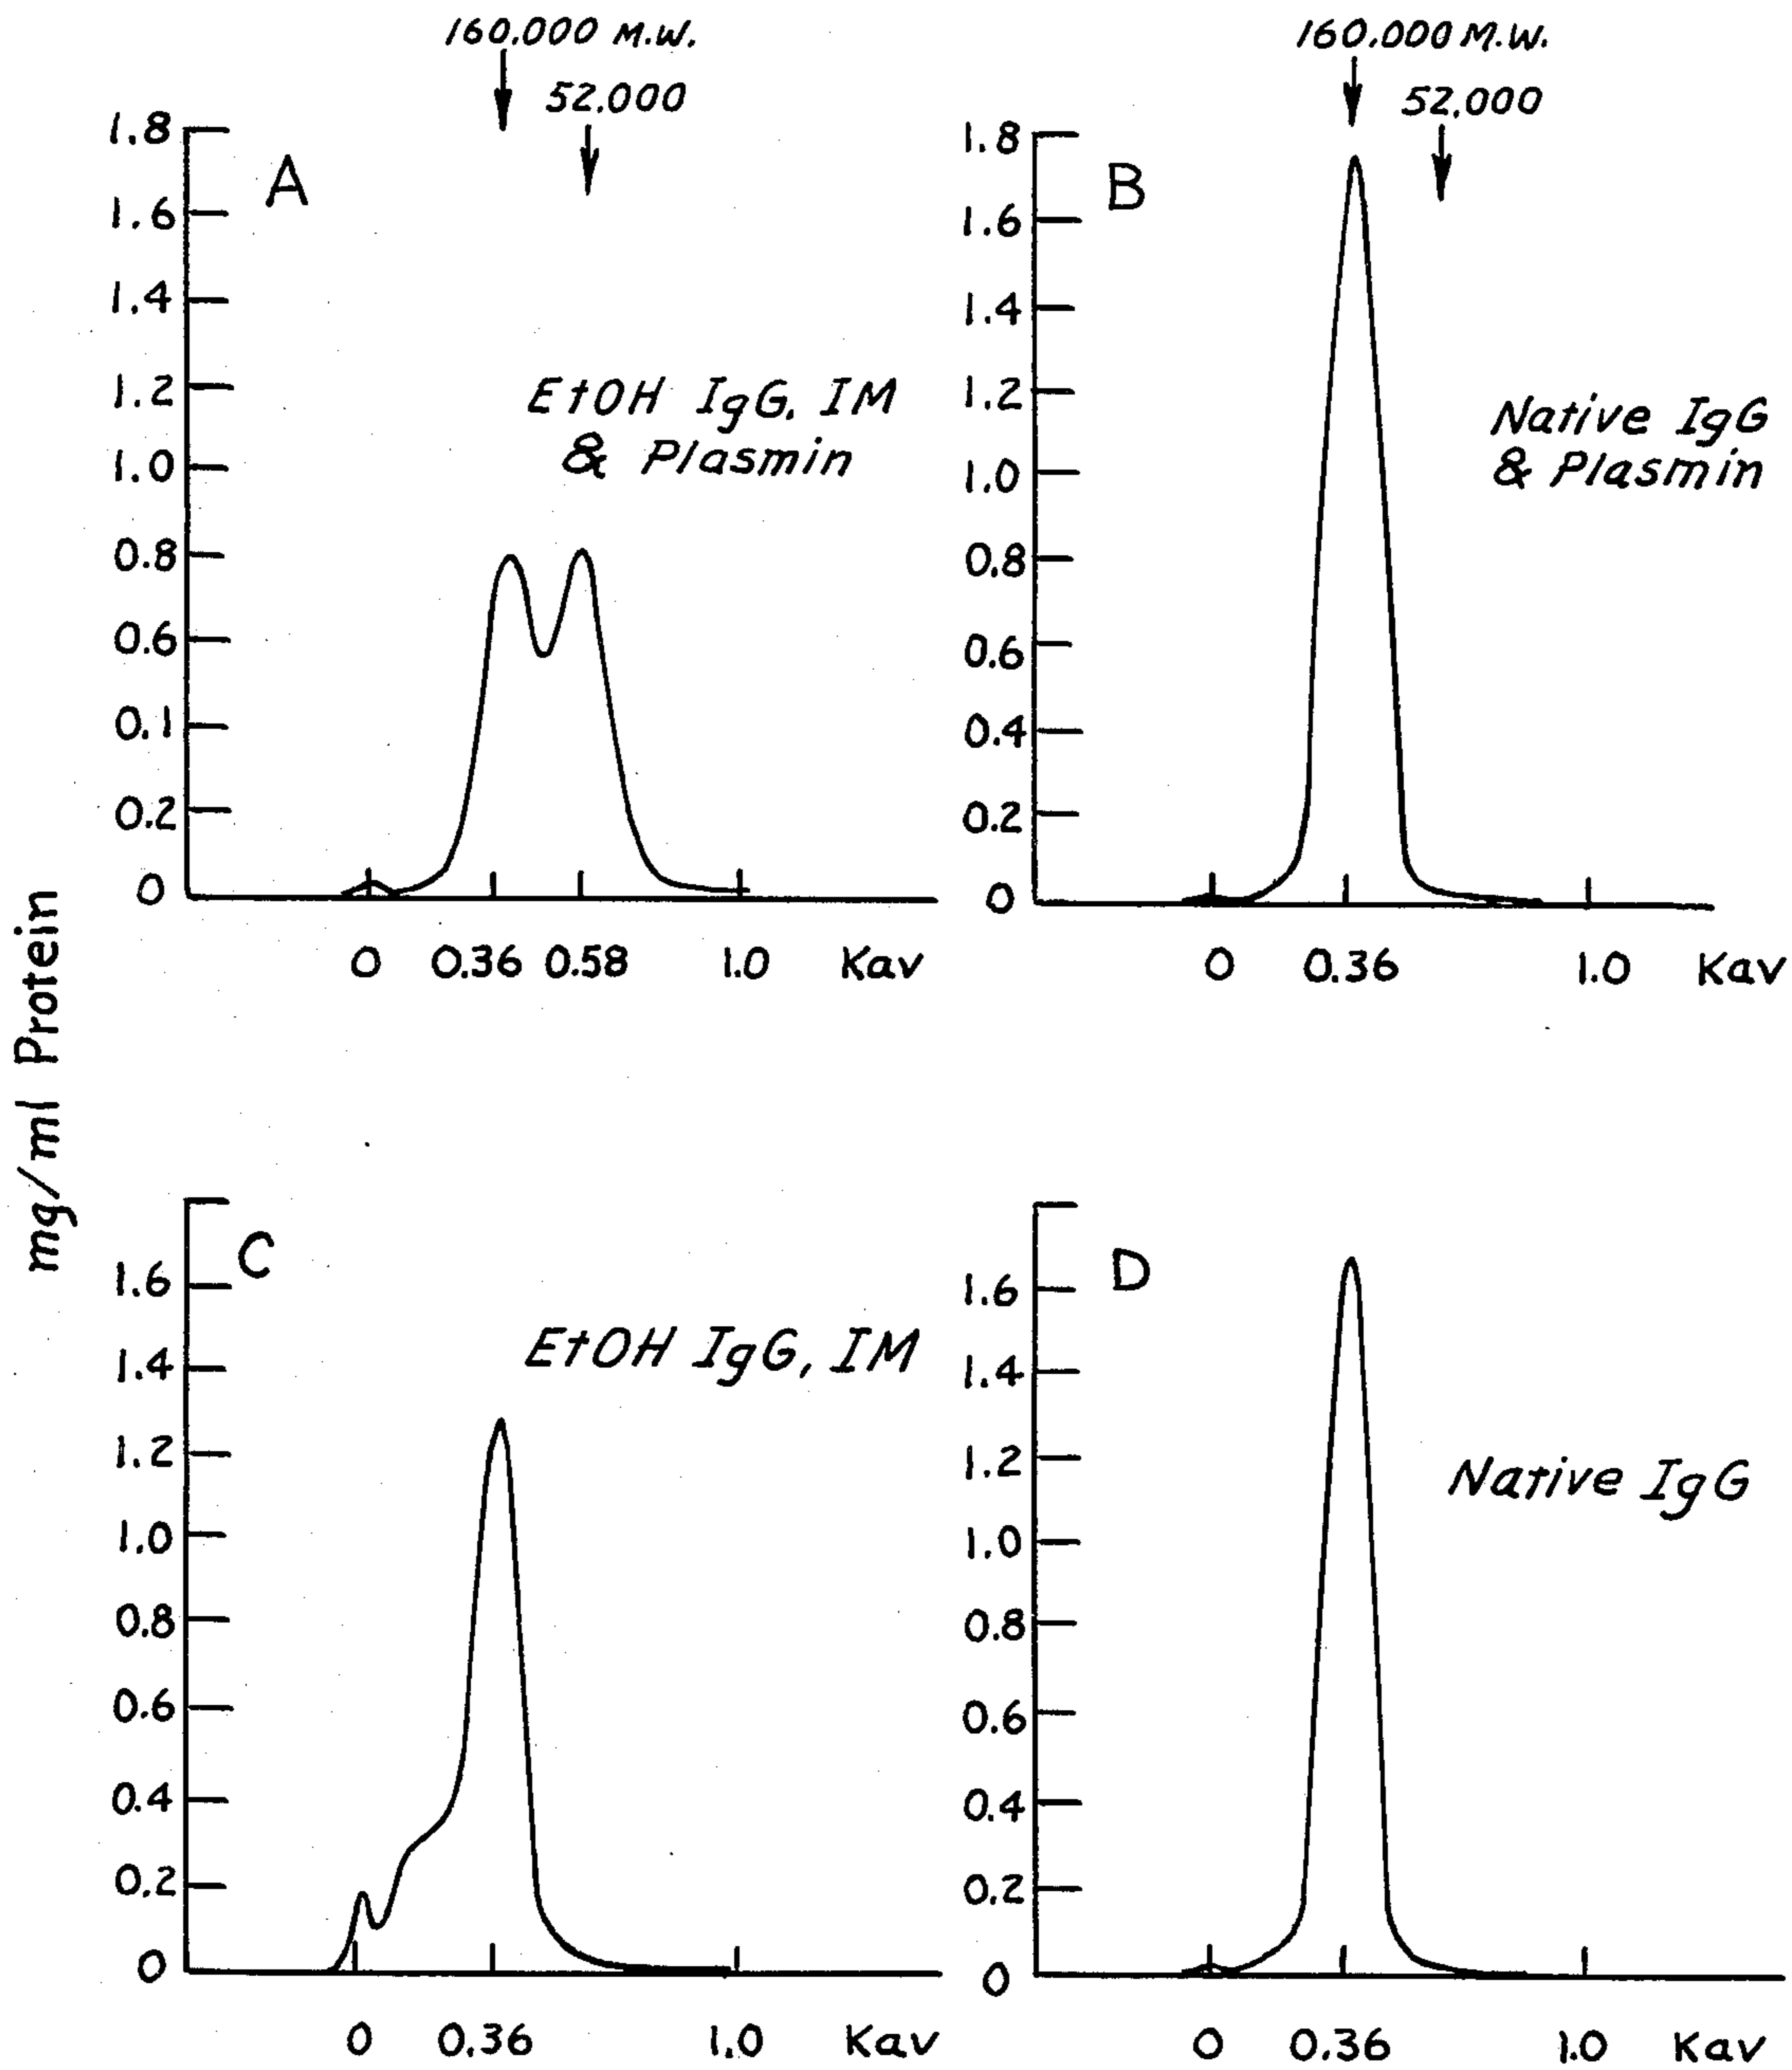 160,000 M.W.
52,000
1.8
A
1.6
1.4
1.2
EtOH IgG, IM
& Plasmin
1.0
0.8
0.6
0.1
0.2
0
0 0.36 0.58 1.0 Kav
160,000 M.W.
52,000
1.8
B
1.6
1.4
1.2
Native IgG
& Plasmin
1.0
0.8
0.6
0.4
0.2
0
0 0.36 1.0 Kav
mg/ml Protein
C
1.6
EtOH IgG, IM
1.4
1.2
1.0
0.8
0.6
0.4
0.2
0
0 0.36 1.0 Kav
D
1.6
1.4
1.2
Native IgG
1.0
0.8
0.6
0.4
0.2
0
0 0.36 1.0 Kav